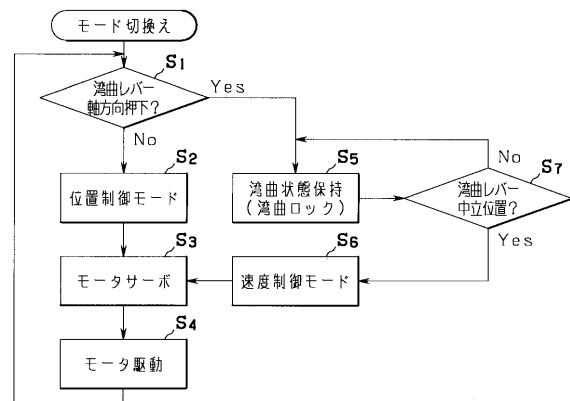 モード切換え
S1
湾曲レバー
軸方向押下?
Yes
No
S2
位置制御モード
S5
湾曲状態保持
(湾曲ロック)
No
S7
湾曲レバー
中立位置?
Yes
S3
モータサーボ
S6
速度制御モード
S4
モータ駆動